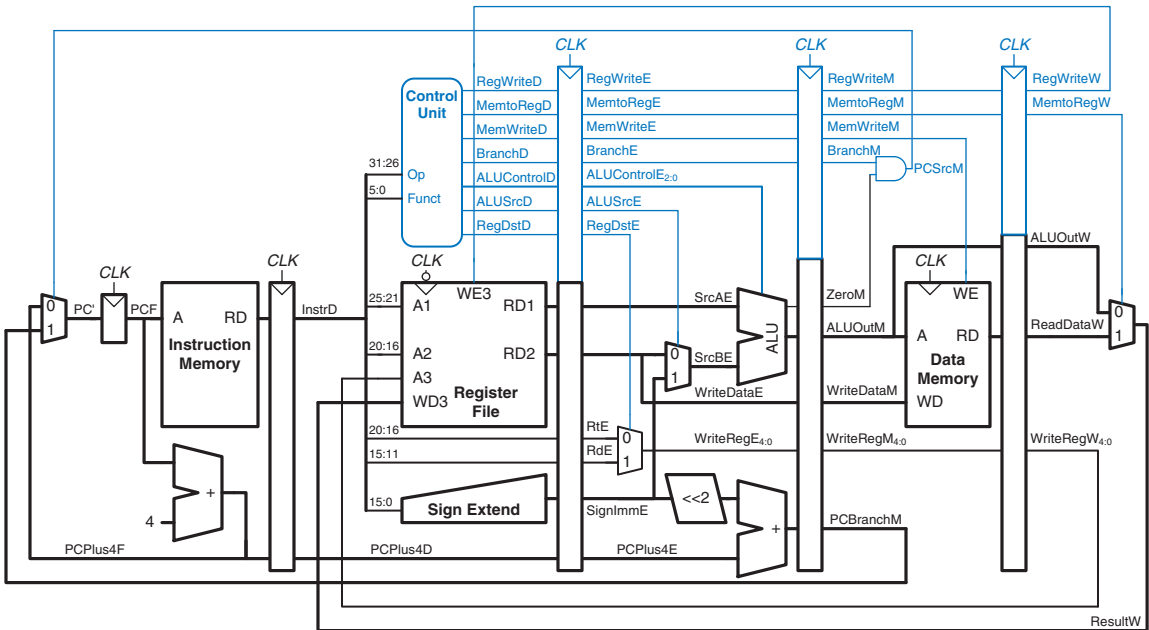 CLK CLK CLK
RegWriteD RegWriteE RegWriteM RegWriteW
Control
Unit
MemtoRegD MemtoRegE MemtoRegM MemtoRegW
MemWriteD MemWriteE MemWriteM
BranchD BranchE BranchM
PCSrcM
31:26
Op
ALUControlD ALUControlE2:0
5:0
Funct
ALUSrcD ALUSrcE
RegDstD RegDstE
ALUOutW
CLK CLK CLK CLK
0
1
PC'
PCF
A RD
Instruction
Memory
InstrD
25:21
A1
WE3
RD1
SrcAE
ALU
ZeroM
ALUOutM
WE
A RD
Data
Memory
WD
ReadDataW
0
1
20:16
A2
RD2
0
1
SrcBE
A3
WD3
Register
File
WriteDataE WriteDataM
20:16
RtE
0
15:11
RdE
1
WriteRegE4:0 WriteRegM4:0 WriteRegW4:0
+
4
15:0
Sign Extend
SignImmE
<<2
+
PCBranchM
PCPlus4F PCPlus4D PCPlus4E
ResultW